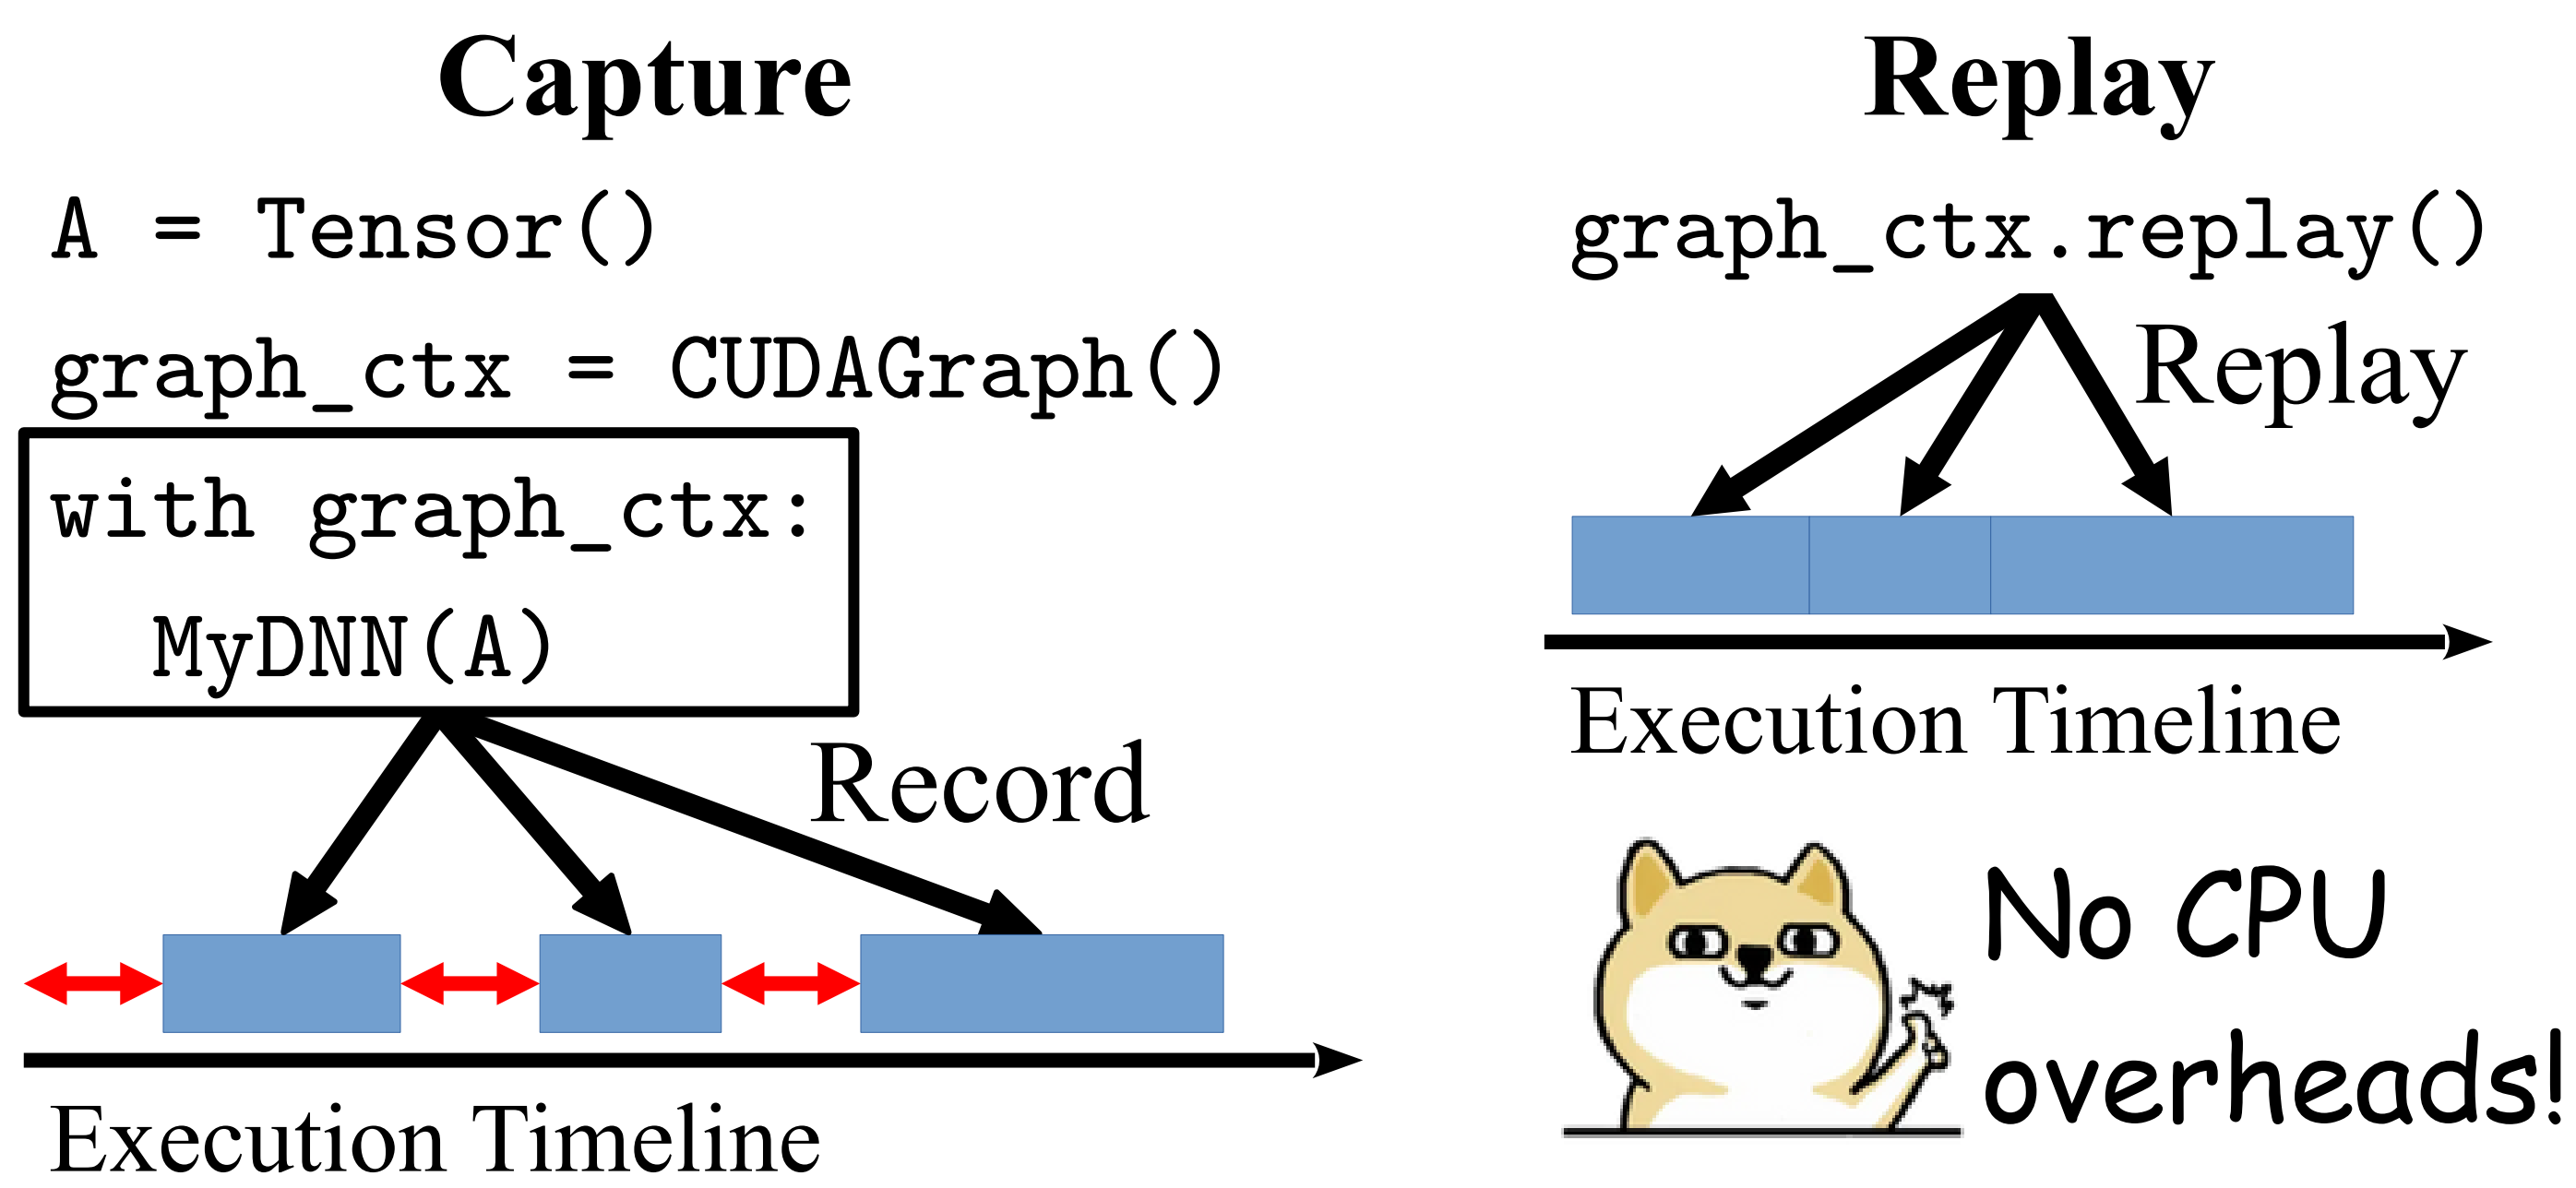 Capture
A = Tensor()
graph_ctx = CUDAGraph()
with graph_ctx:
MyDNN(A)
Record
Execution Timeline
Replay
graph_ctx.replay()
Replay
Execution Timeline
No CPU
overheads!